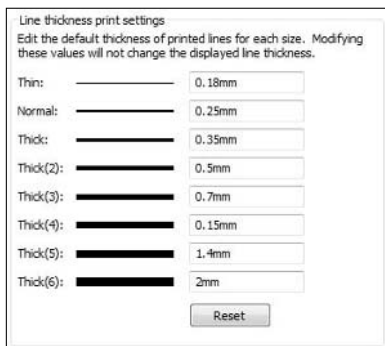 Line thickness print settings
Edit the default thickness of printed lines for each size. Modifying
these values will not change the displayed line thickness.
Thin: 0.18mm
Normal: 0.25mm
Thick: 0.35mm
Thick(2): 0.5mm
Thick(3): 0.7mm
Thick(4): 0.15mm
Thick(5): 1.4mm
Thick(6): 2mm
Reset